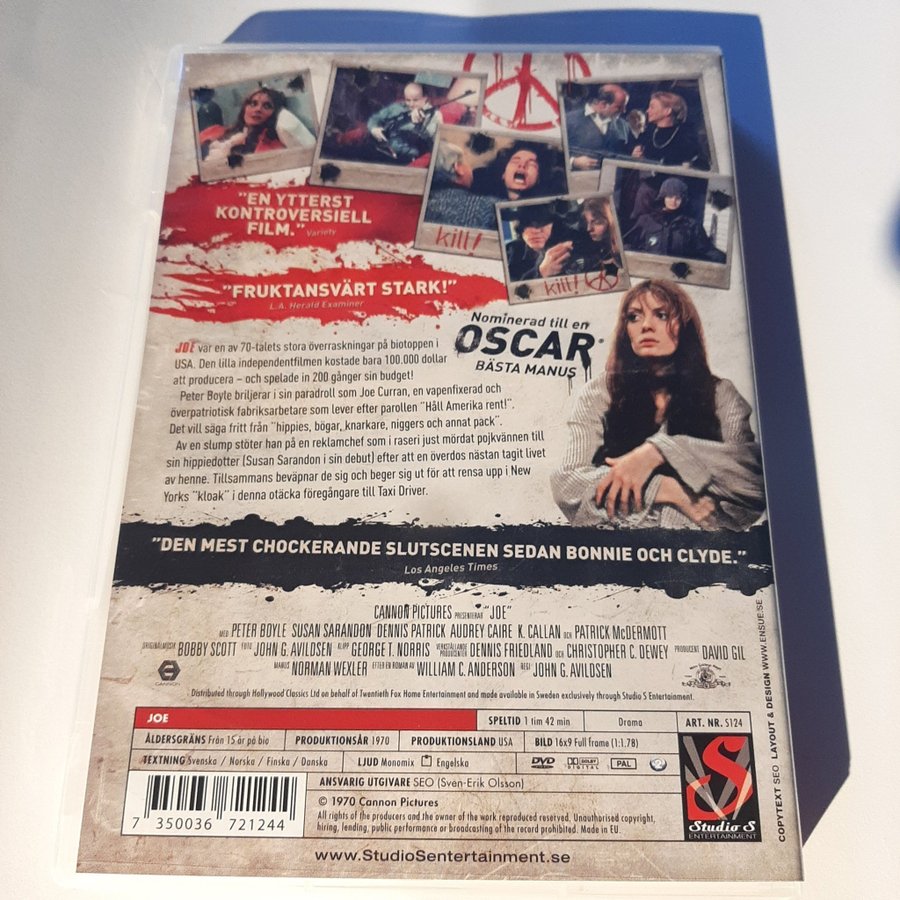 kill!
kill!
"EN YTTERST
KONTROVERSIELL
FILM." Variety
"FRUKTANSVÄRT STARK!"
L.A. Herald Examiner
Nominerad till en
OSCAR®
BÄSTA MANUS
JOE var en av 70-talets stora överraskningar på biotoppen i
USA. Den lilla independentfilmen kostade bara 100.000 dollar
att producera – och spelade in 200 gånger sin budget!
Peter Boyle briljerar i sin paradroll som Joe Curran, en vapenfixerad och
överpatriotisk fabriksarbetare som lever efter parollen "Håll Amerika rent!".
Det vill säga fritt från "hippies, bögar, knarkare, niggers och annat pack".
Av en slump stöter han på en reklamchef som i raseri just mördat pojkvännen till
sin hippiedotter (Susan Sarandon i sin debut) efter att en överdos nästan tagit livet
av henne. Tillsammans beväpnar de sig och beger sig ut för att rensa upp i New
Yorks "kloak" i denna otäcka föregångare till Taxi Driver.
"DEN MEST CHOCKERANDE SLUTSCENEN SEDAN BONNIE OCH CLYDE."
Los Angeles Times
CANNON PICTURES PRESENTERAR "JOE"
MED PETER BOYLE SUSAN SARANDON DENNIS PATRICK AUDREY CAIRE K. CALLAN OCH PATRICK McDERMOTT
ORIGINALMUSIK BOBBY SCOTT FOTO JOHN G. AVILDSEN KLIPP GEORGE T. NORRIS VERKSTÄLLANDE PRODUCENTER DENNIS FRIEDLAND OCH CHRISTOPHER C. DEWEY PRODUCENT DAVID GIL
MANUS NORMAN WEXLER EFTER EN ROMAN AV WILLIAM C. ANDERSON REGI JOHN G. AVILDSEN
CANNON
Distributed through Hollywood Classics Ltd on behalf of Twentieth Fox Home Entertainment and made available in Sweden exclusively through Studio S Entertainment.
JOE SPELTID 1 tim 42 min Drama ART. NR. S124
ÅLDERSGRÄNS Från 15 år på bio PRODUKTIONSÅR 1970 PRODUKTIONSLAND USA BILD 16x9 Full frame (1:1.78)
TEXTNING Svenska / Norska / Finska / Danska LJUD Monomix Engelska DVD DOLBY DIGITAL PAL 2
ANSVARIG UTGIVARE SEO (Sven-Erik Olsson)
© 1970 Cannon Pictures
All rights of the producers and the owner of the work reproduced reserved. Unauthorised copying,
hiring, lending, public performance or broadcasting of the record prohibited. Made in EU.
7 350036 721244
S
Studio S
ENTERTAINMENT
www.StudioSentertainment.se
COPYTEXT SEO LAYOUT & DESIGN WWW.ENSUE.SE